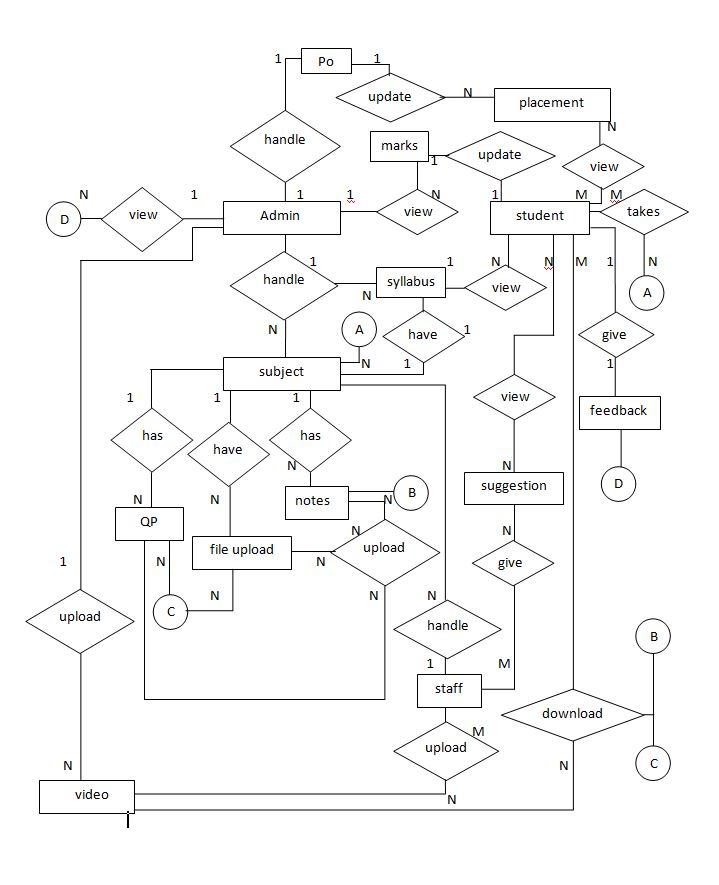 1 Po 1
update N placement
handle N
marks 1 update view
N D view 1 1 Admin 1 view N 1 student M M takes
handle 1 N syllabus 1 view N N M 1 N
A
give
A have 1
N subject N 1 1
view
feedback
1 1 1
has have has
N N N N
suggestion
D
notes N B
QP
file upload N N upload
N
give
1 N N N N
C
upload
handle
B
1 M
staff
download
upload M
N N
C
video
N